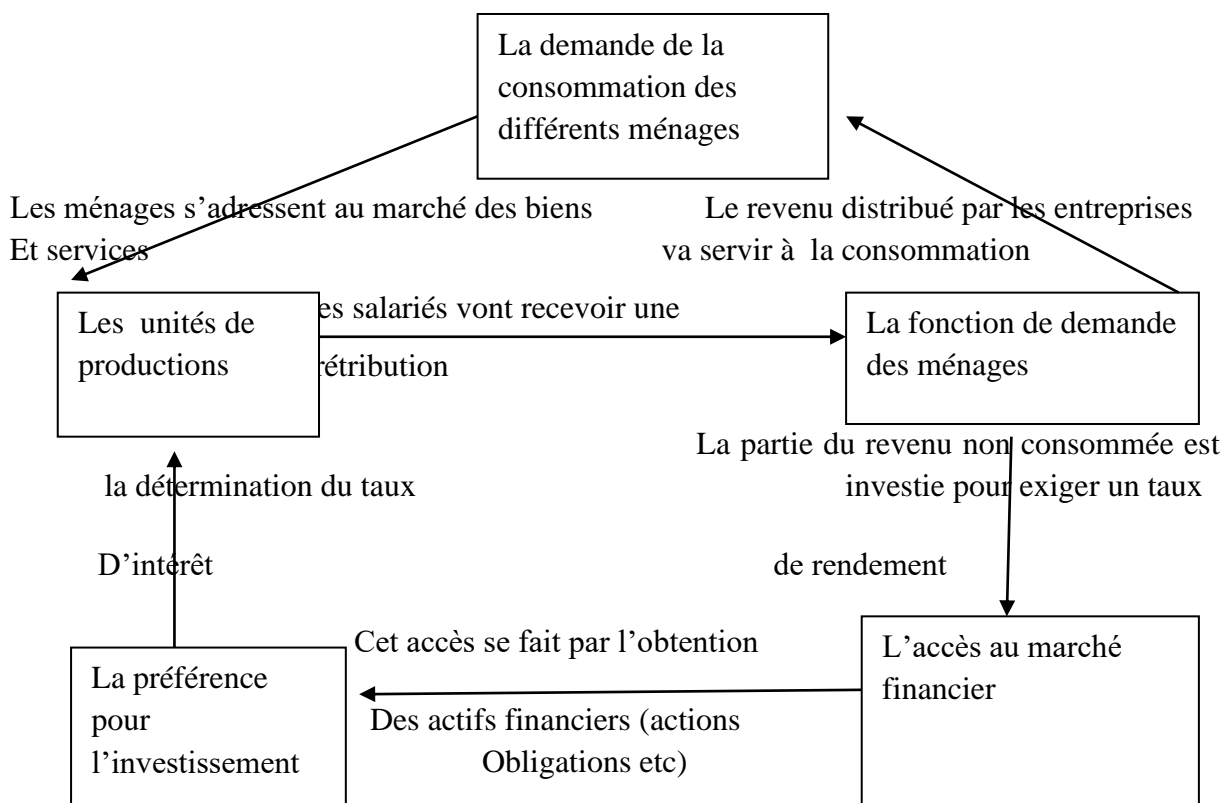 La demande de la
consommation des
différents ménages
Les ménages s’adressent au marché des biens
Et services
Le revenu distribué par les entreprises
va servir à la consommation
Les unités de
productions
es salariés vont recevoir une
rétribution
La fonction de demande
des ménages
la détermination du taux
D’intérêt
La partie du revenu non consommée est
investie pour exiger un taux
de rendement
Cet accès se fait par l’obtention
Des actifs financiers (actions
Obligations etc)
La préférence
pour
l’investissement
L’accès au marché
financier